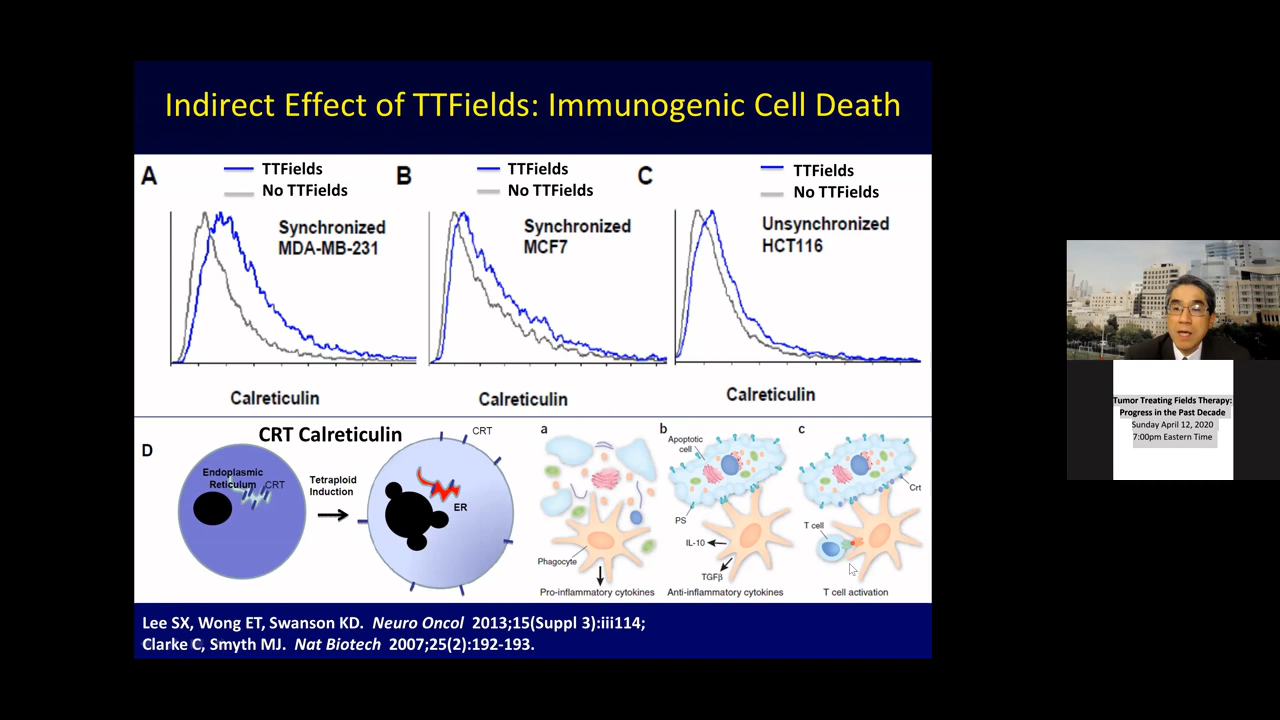 Indirect Effect of TTFields: Immunogenic Cell Death
A
TTFields
No TTFields
Synchronized
MDA-MB-231
Calreticulin
B
TTFields
No TTFields
Synchronized
MCF7
Calreticulin
C
TTFields
No TTFields
Unsynchronized
HCT116
Calreticulin
D
CRT Calreticulin
Endoplasmic
Reticulum
CRT
Tetraploid
Induction
CRT
ER
a
Phagocyte
Pro-inflammatory cytokines
b
Apoptotic
cell
PS
IL-10
TGFβ
Anti-inflammatory cytokines
c
Crt
T cell
T cell activation
Lee SX, Wong ET, Swanson KD. Neuro Oncol 2013;15(Suppl 3):iii114;
Clarke C, Smyth MJ. Nat Biotech 2007;25(2):192-193.
Tumor Treating Fields Therapy:
Progress in the Past Decade
Sunday April 12, 2020
7:00pm Eastern Time